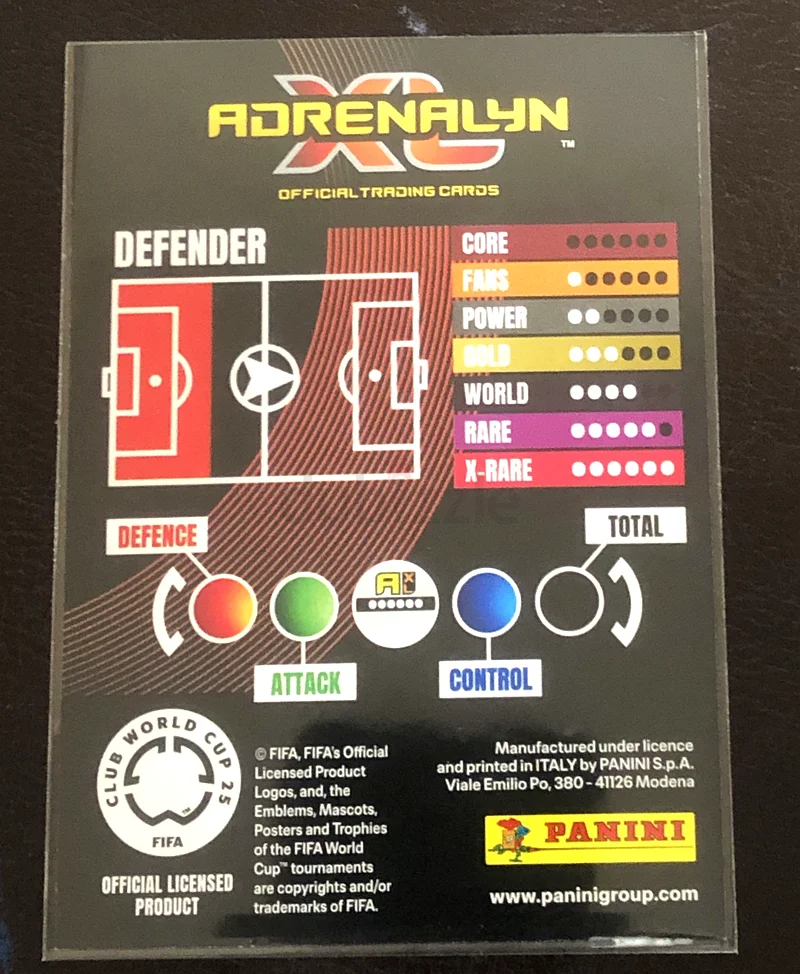 ADRENALYN
XL
TM
OFFICIAL TRADING CARDS
DEFENDER
CORE
FANS
POWER
GOLD
WORLD
RARE
X-RARE
DEFENCE
TOTAL
AXL
ATTACK
CONTROL
CLUB WORLD CUP 25
TM
FIFA
OFFICIAL LICENSED
PRODUCT
© FIFA, FIFA's Official
Licensed Product
Logos, and, the
Emblems, Mascots,
Posters and Trophies
of the FIFA World
Cup™ tournaments
are copyrights and/or
trademarks of FIFA.
Manufactured under licence
and printed in ITALY by PANINI S.p.A.
Viale Emilio Po, 380 - 41126 Modena
PANINI
www.paninigroup.com